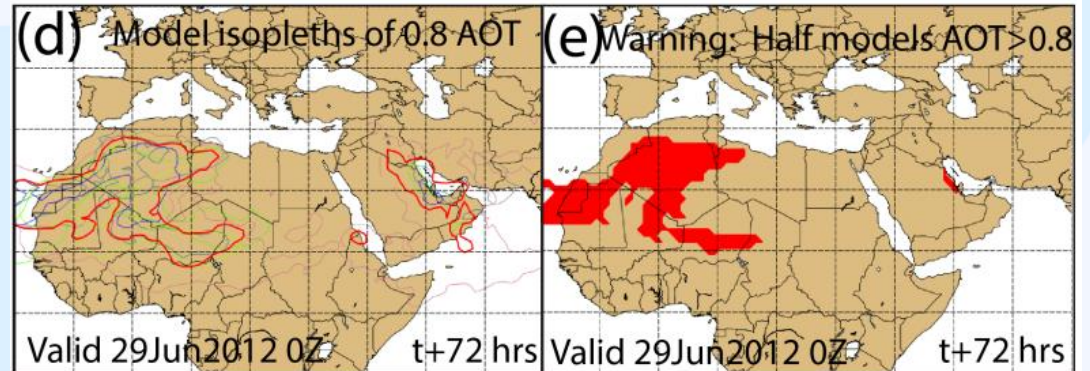 (d) Model isopleths of 0.8 AOT
Valid 29Jun2012 0Z t+72 hrs
(e) Warning: Half models AOT>0.8
Valid 29Jun2012 0Z t+72 hrs